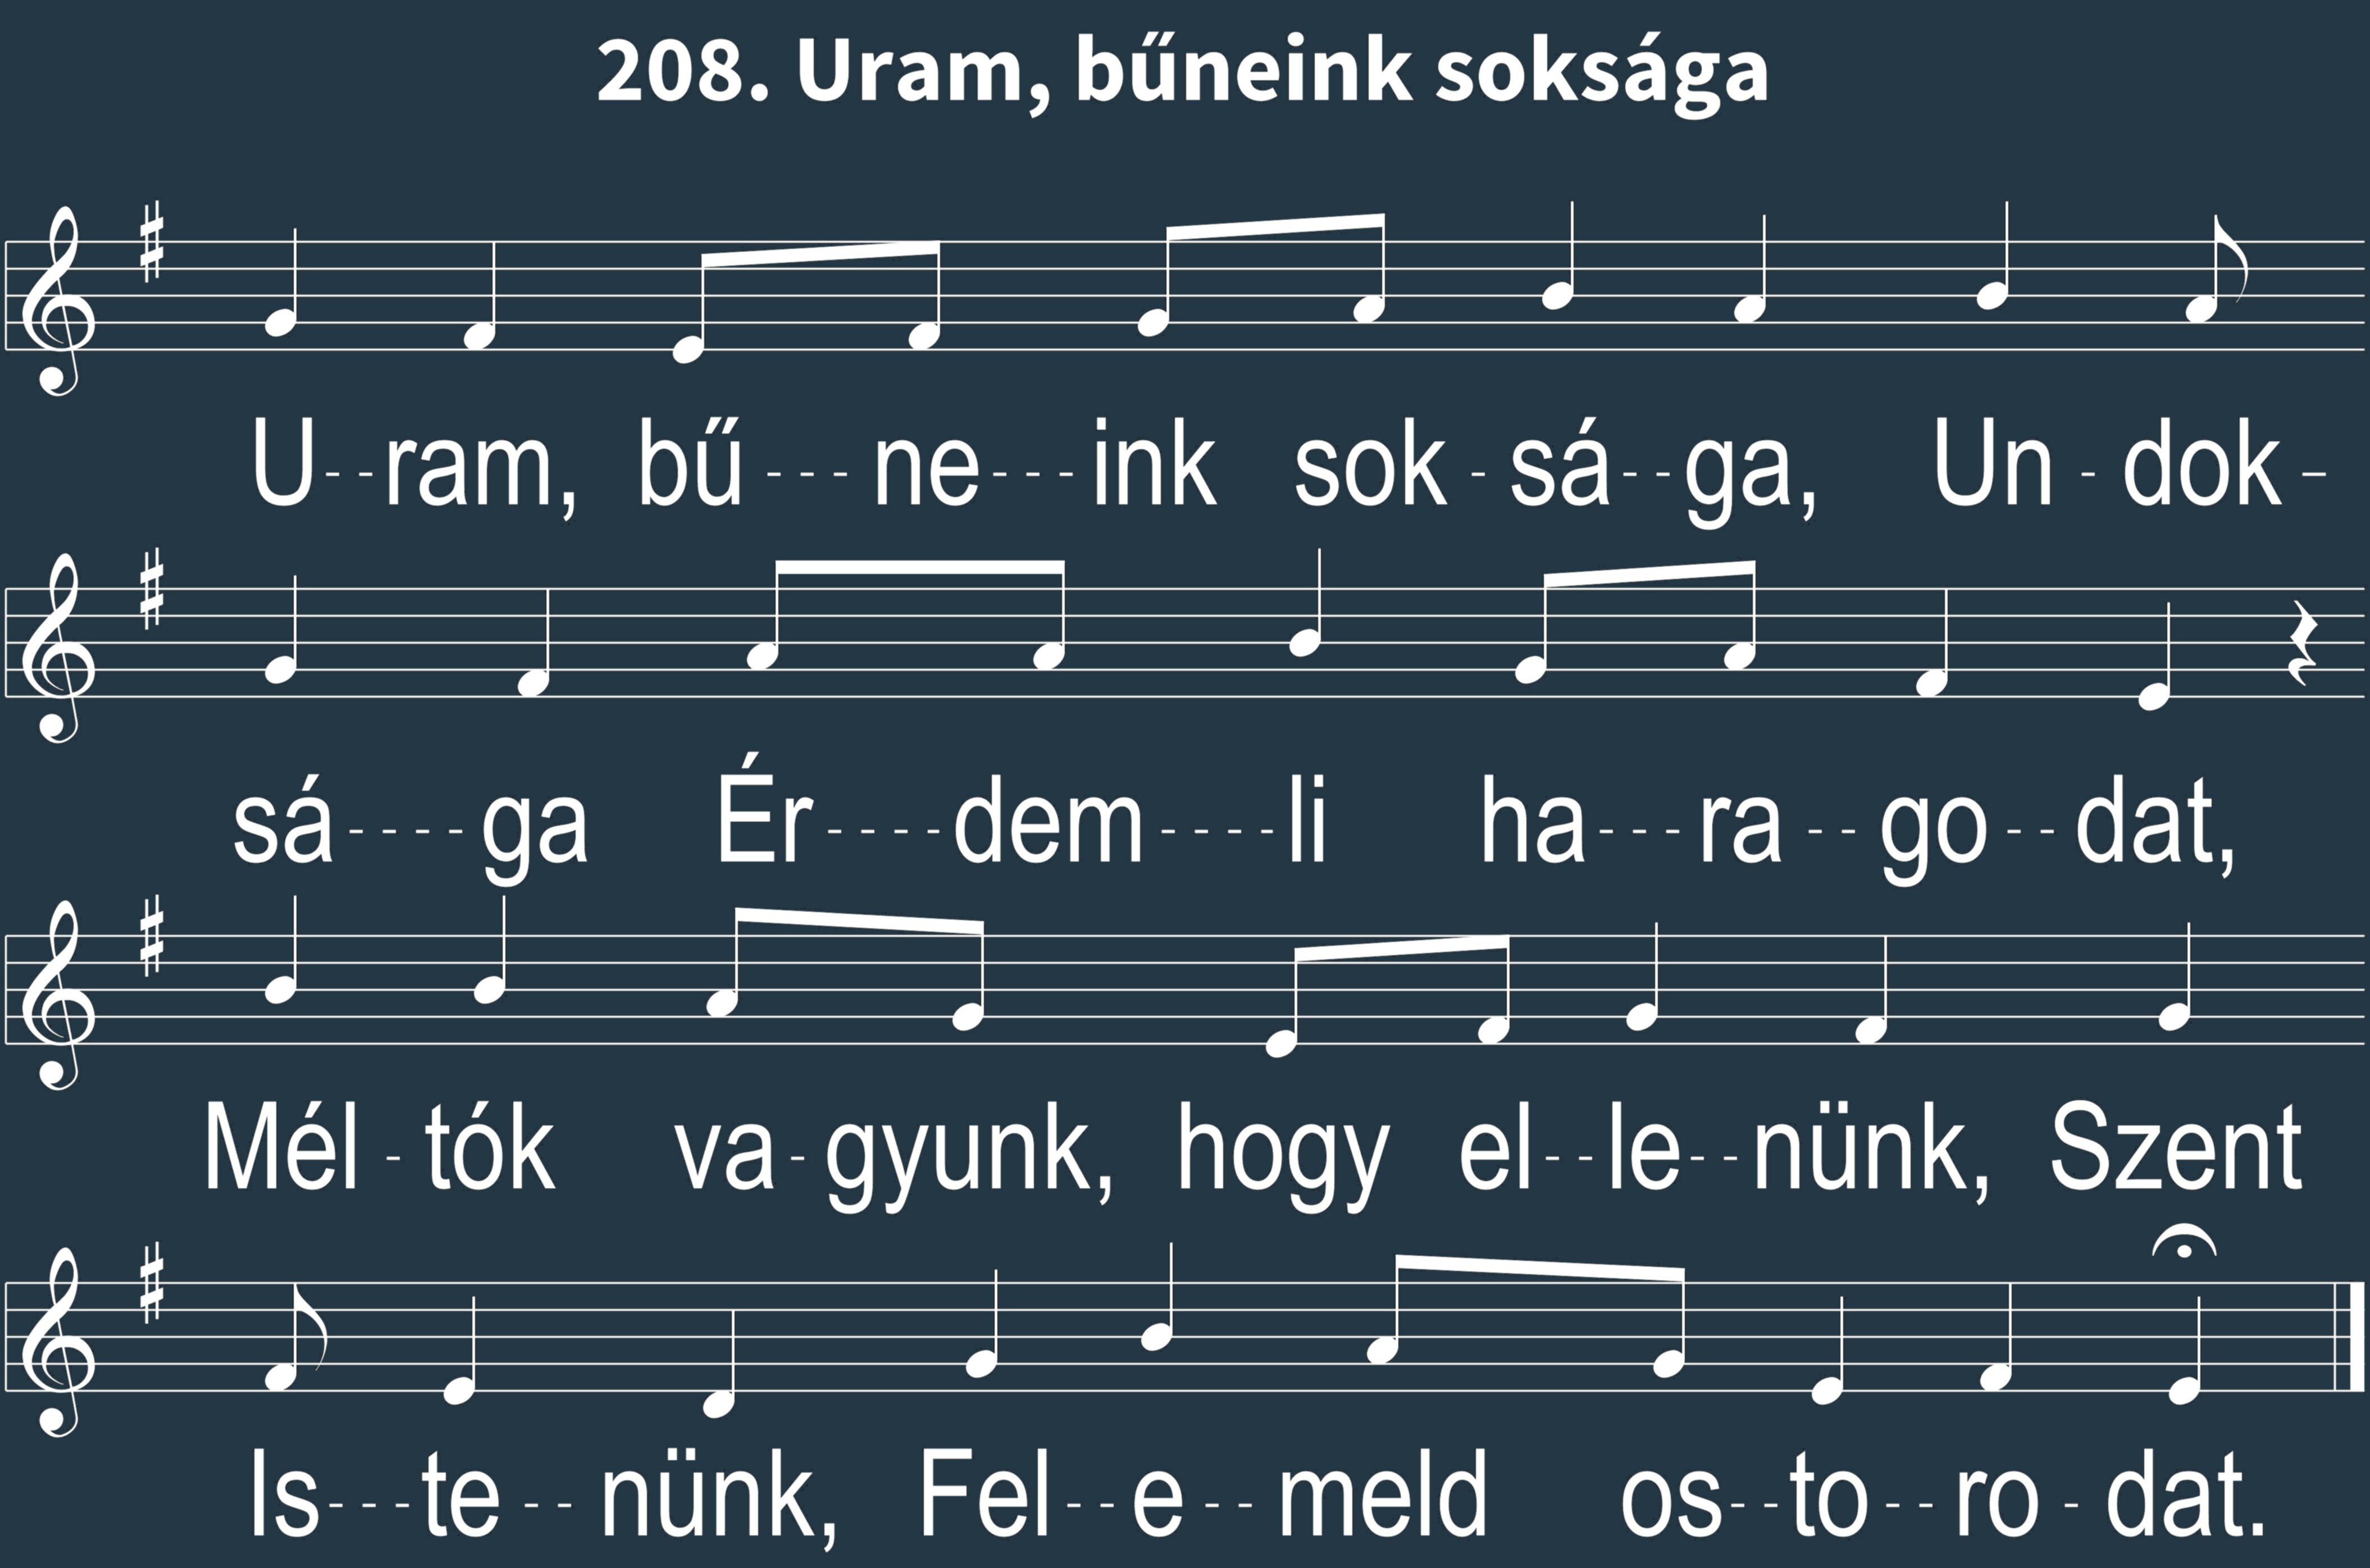 208. Uram, bűneink soksága
U--ram, bű---ne---ink sok-sá--ga, Un-dok-
sá----ga Ér----dem----li ha---ra--go--dat,
Mél-tók va-gyunk, hogy el--le--nünk, Szent
Is---te--nünk, Fel--e--meld os--to--ro-dat.